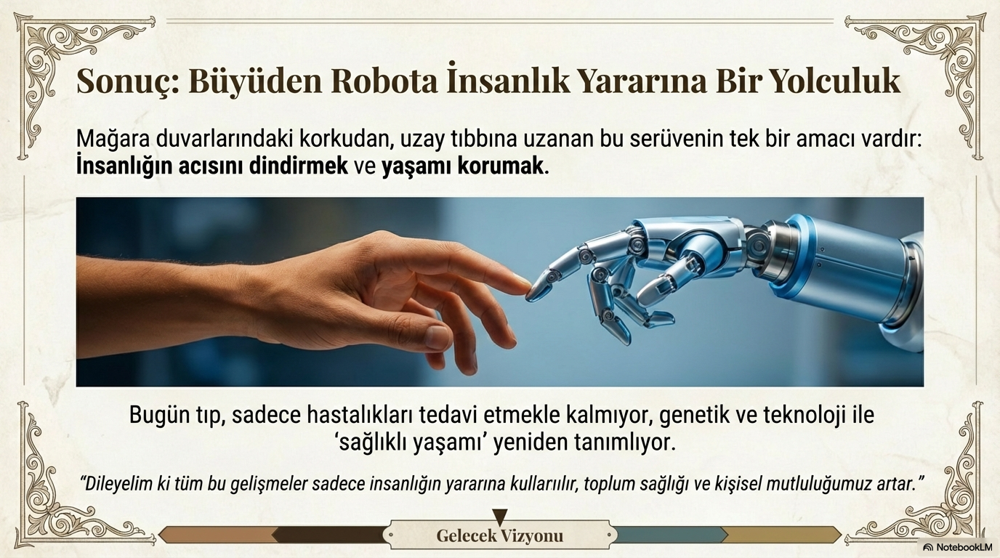 Sonuç: Büyüden Robota İnsanlık Yararına Bir Yolculuk
Mağara duvarlarındaki korkudan, uzay tıbbına uzanan bu serüvenin tek bir amacı vardır:
İnsanlığın acısını dindirmek ve yaşamı korumak.
Bugün tıp, sadece hastalıkları tedavi etmekle kalmıyor, genetik ve teknoloji ile
‘sağlıklı yaşamı’ yeniden tanımlıyor.
“Dileyelim ki tüm bu gelişmeler sadece insanlığın yararına kullarıılır, toplum sağlığı ve kişisel mutluluğumuz artar.”
Gelecek Vizyonu
NotebookLM